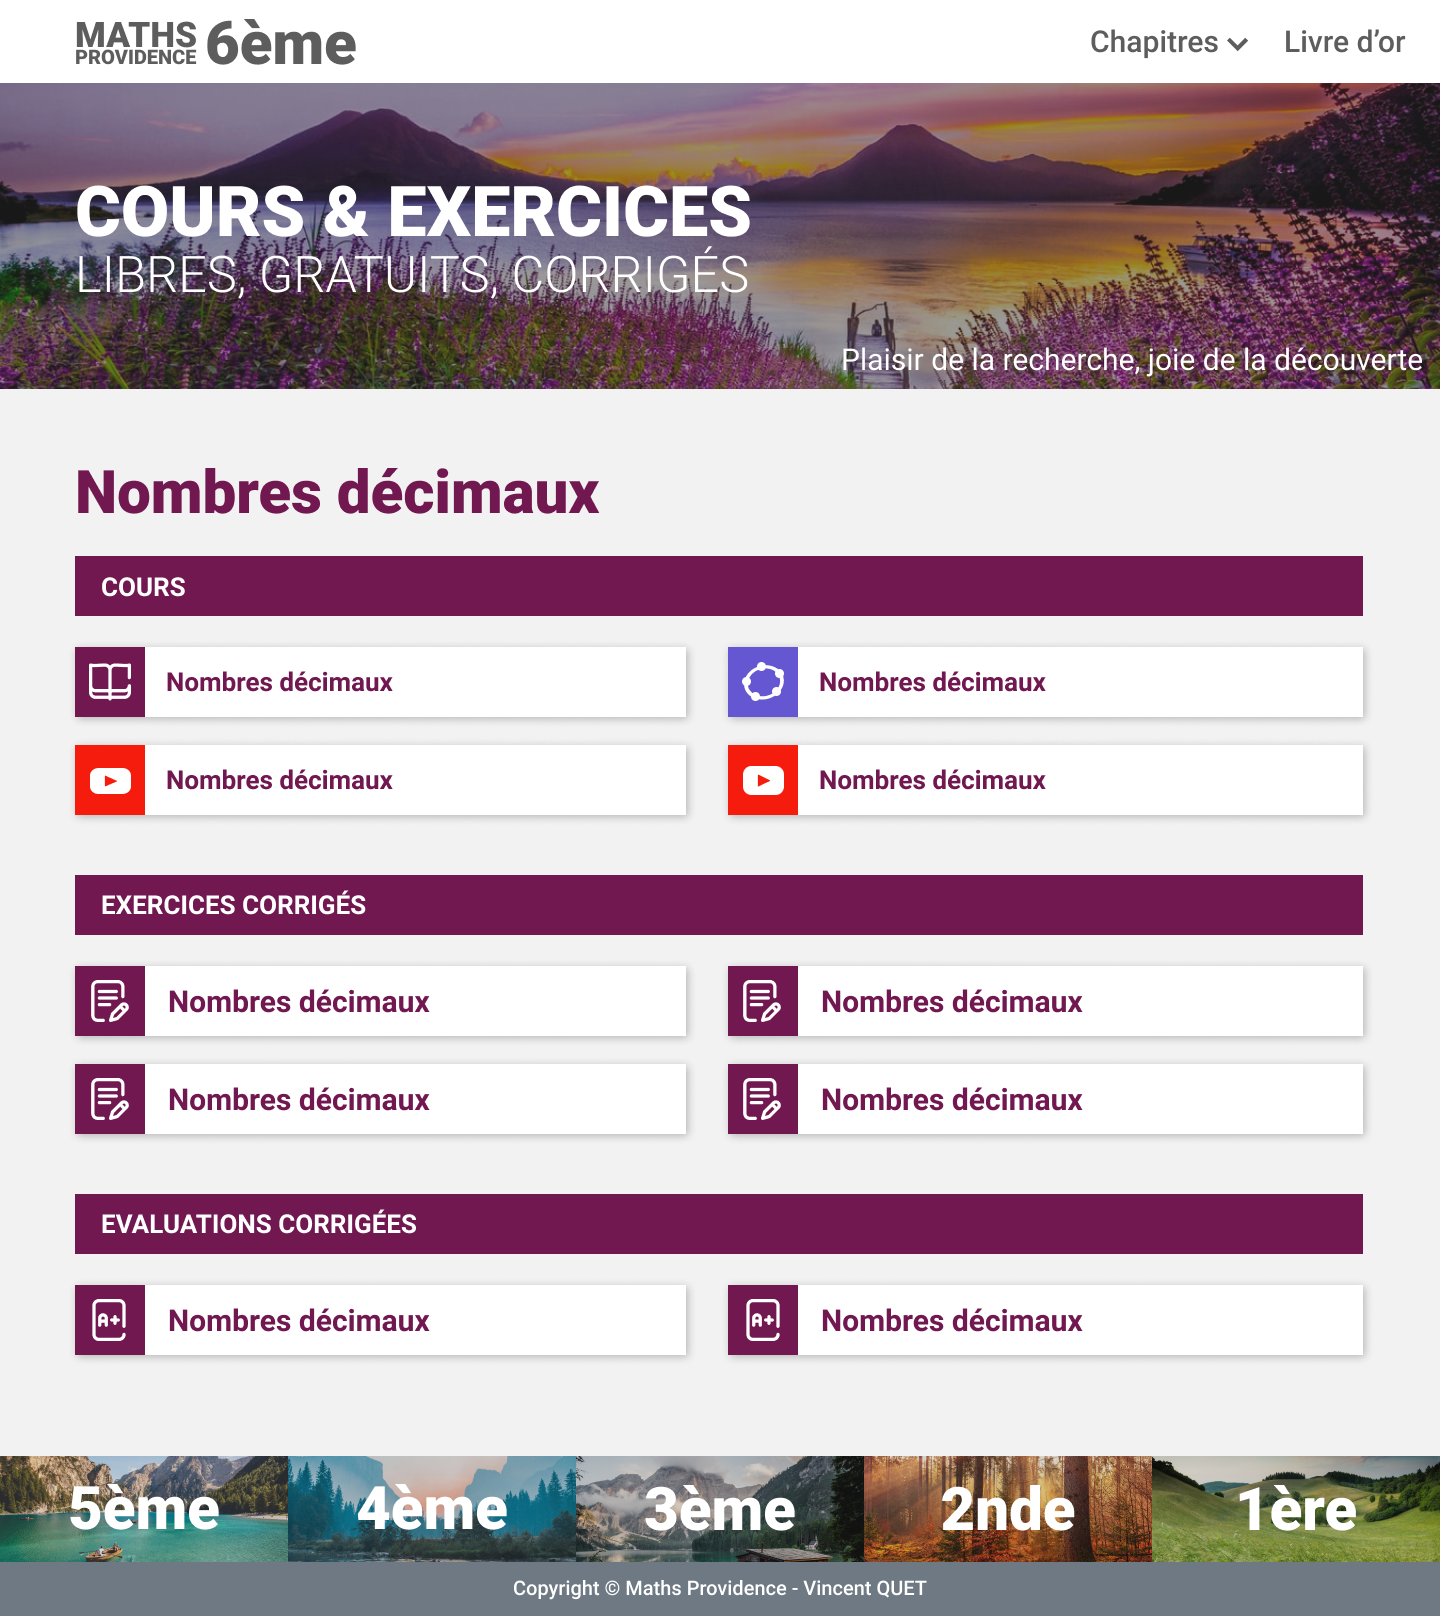 MATHS
PROVIDENCE
6ème
Chapitres
Livre d’or
COURS & EXERCICES
LIBRES, GRATUITS, CORRIGÉS
Plaisir de la recherche, joie de la découverte
Nombres décimaux
COURS
Nombres décimaux
Nombres décimaux
Nombres décimaux
Nombres décimaux
EXERCICES CORRIGÉS
Nombres décimaux
Nombres décimaux
Nombres décimaux
Nombres décimaux
EVALUATIONS CORRIGÉES
A+
Nombres décimaux
A+
Nombres décimaux
5ème
4ème
3ème
2nde
1ère
Copyright © Maths Providence - Vincent QUET